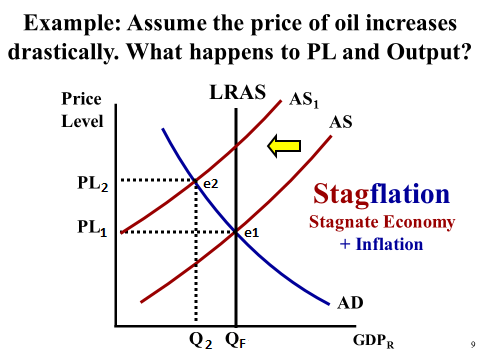 Example: Assume the price of oil increases
drastically. What happens to PL and Output?
Price
Level
LRAS
AS1
AS
PL2
e2
Stagflation
Stagnate Economy
+ Inflation
PL1
e1
AD
Q2
QF
GDPR
9